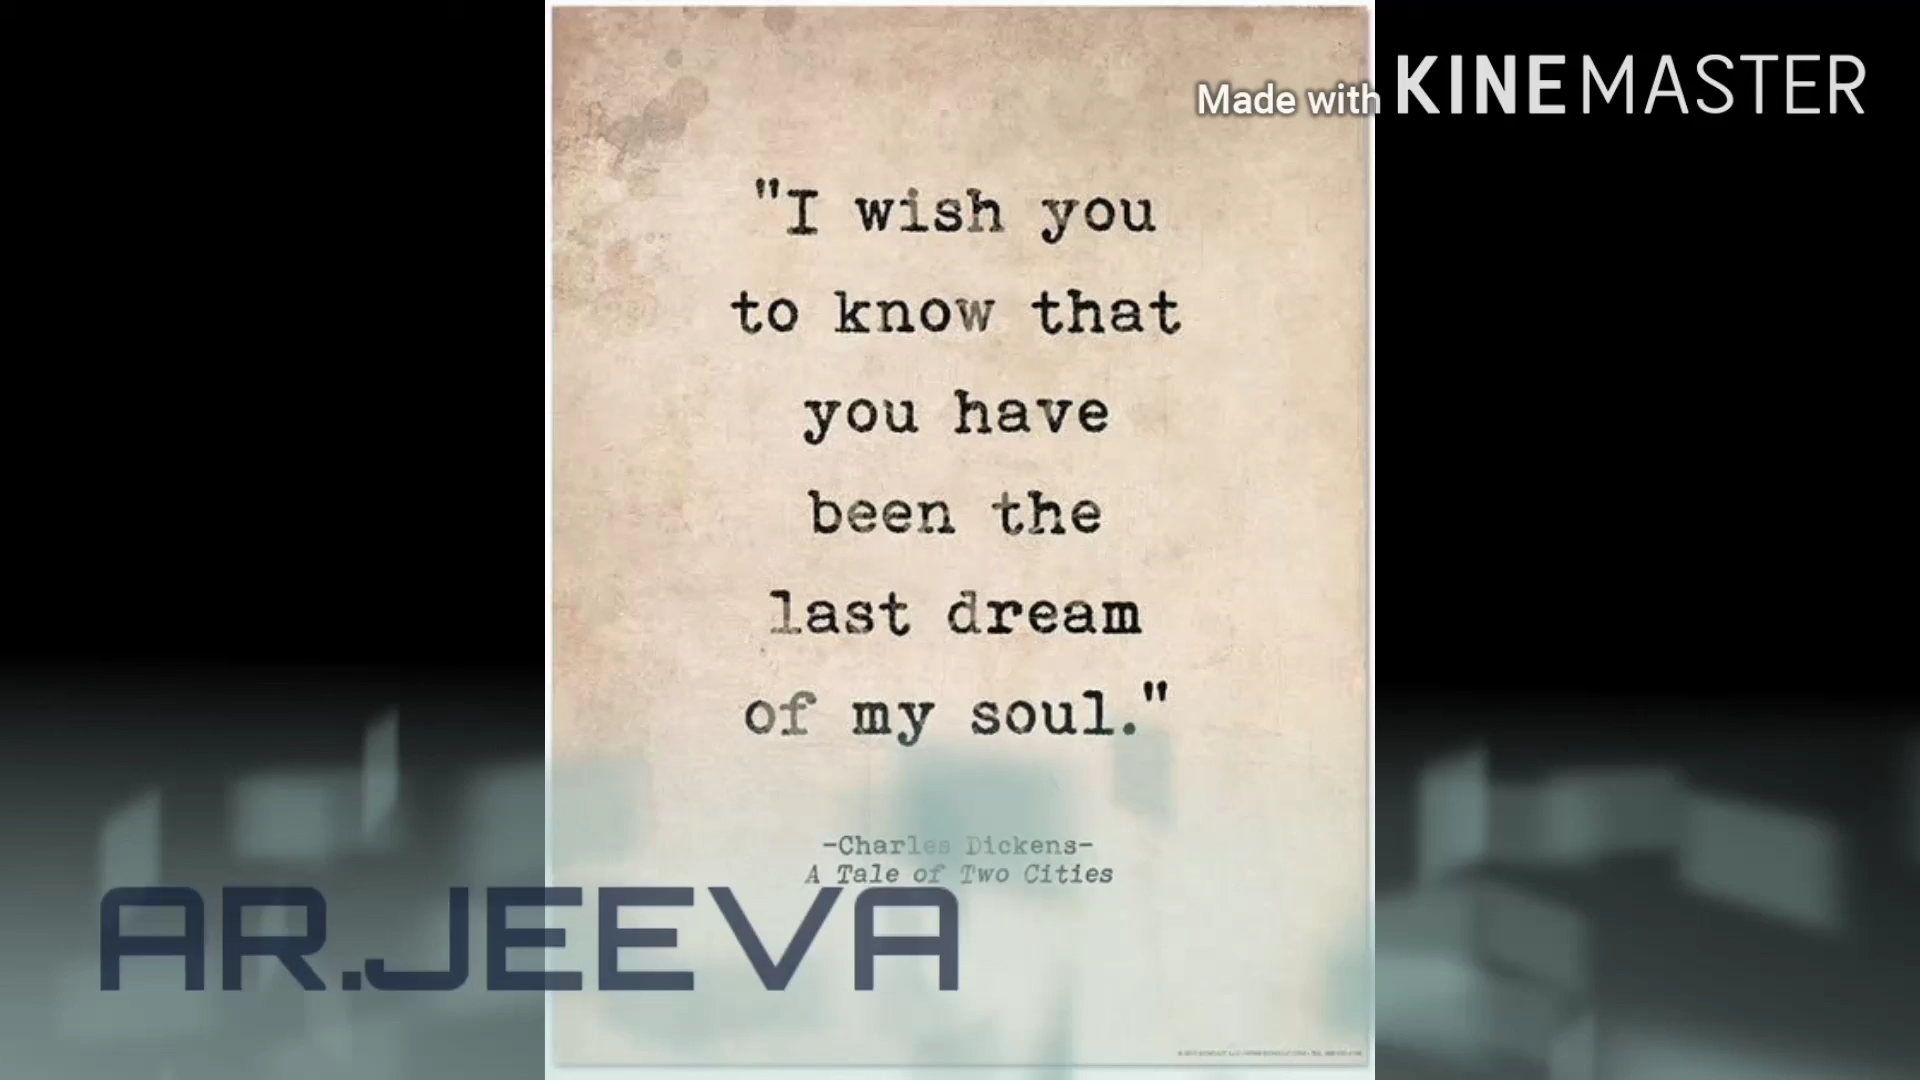 Made with KINEMASTER
"I wish you
to know that
you have
been the
last dream
of my soul."
-Charles Dickens-
A Tale of Two Cities
AR.JEEVA